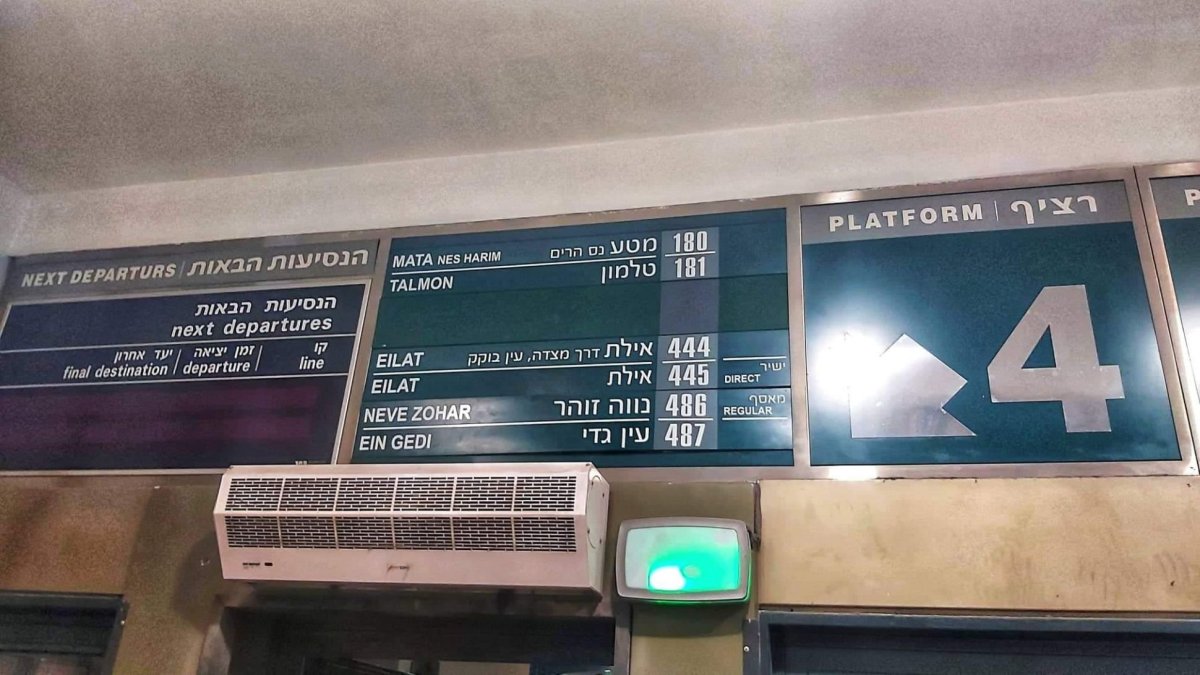 NEXT DEPARTURS | הנסיעות הבאות
הנסיעות הבאות
next departures
קו | זמן יציאה | יעד אחרון
final destination | departure | line
MATA NES HARIM מטע נס הרים 180
TALMON טלמון 181
EILAT אילת דרך מצדה, עין בוקק 444
EILAT אילת 445 ישיר DIRECT
NEVE ZOHAR נווה זוהר 486 מאסף REGULAR
EIN GEDI עין גדי 487
PLATFORM | רציף
4
P